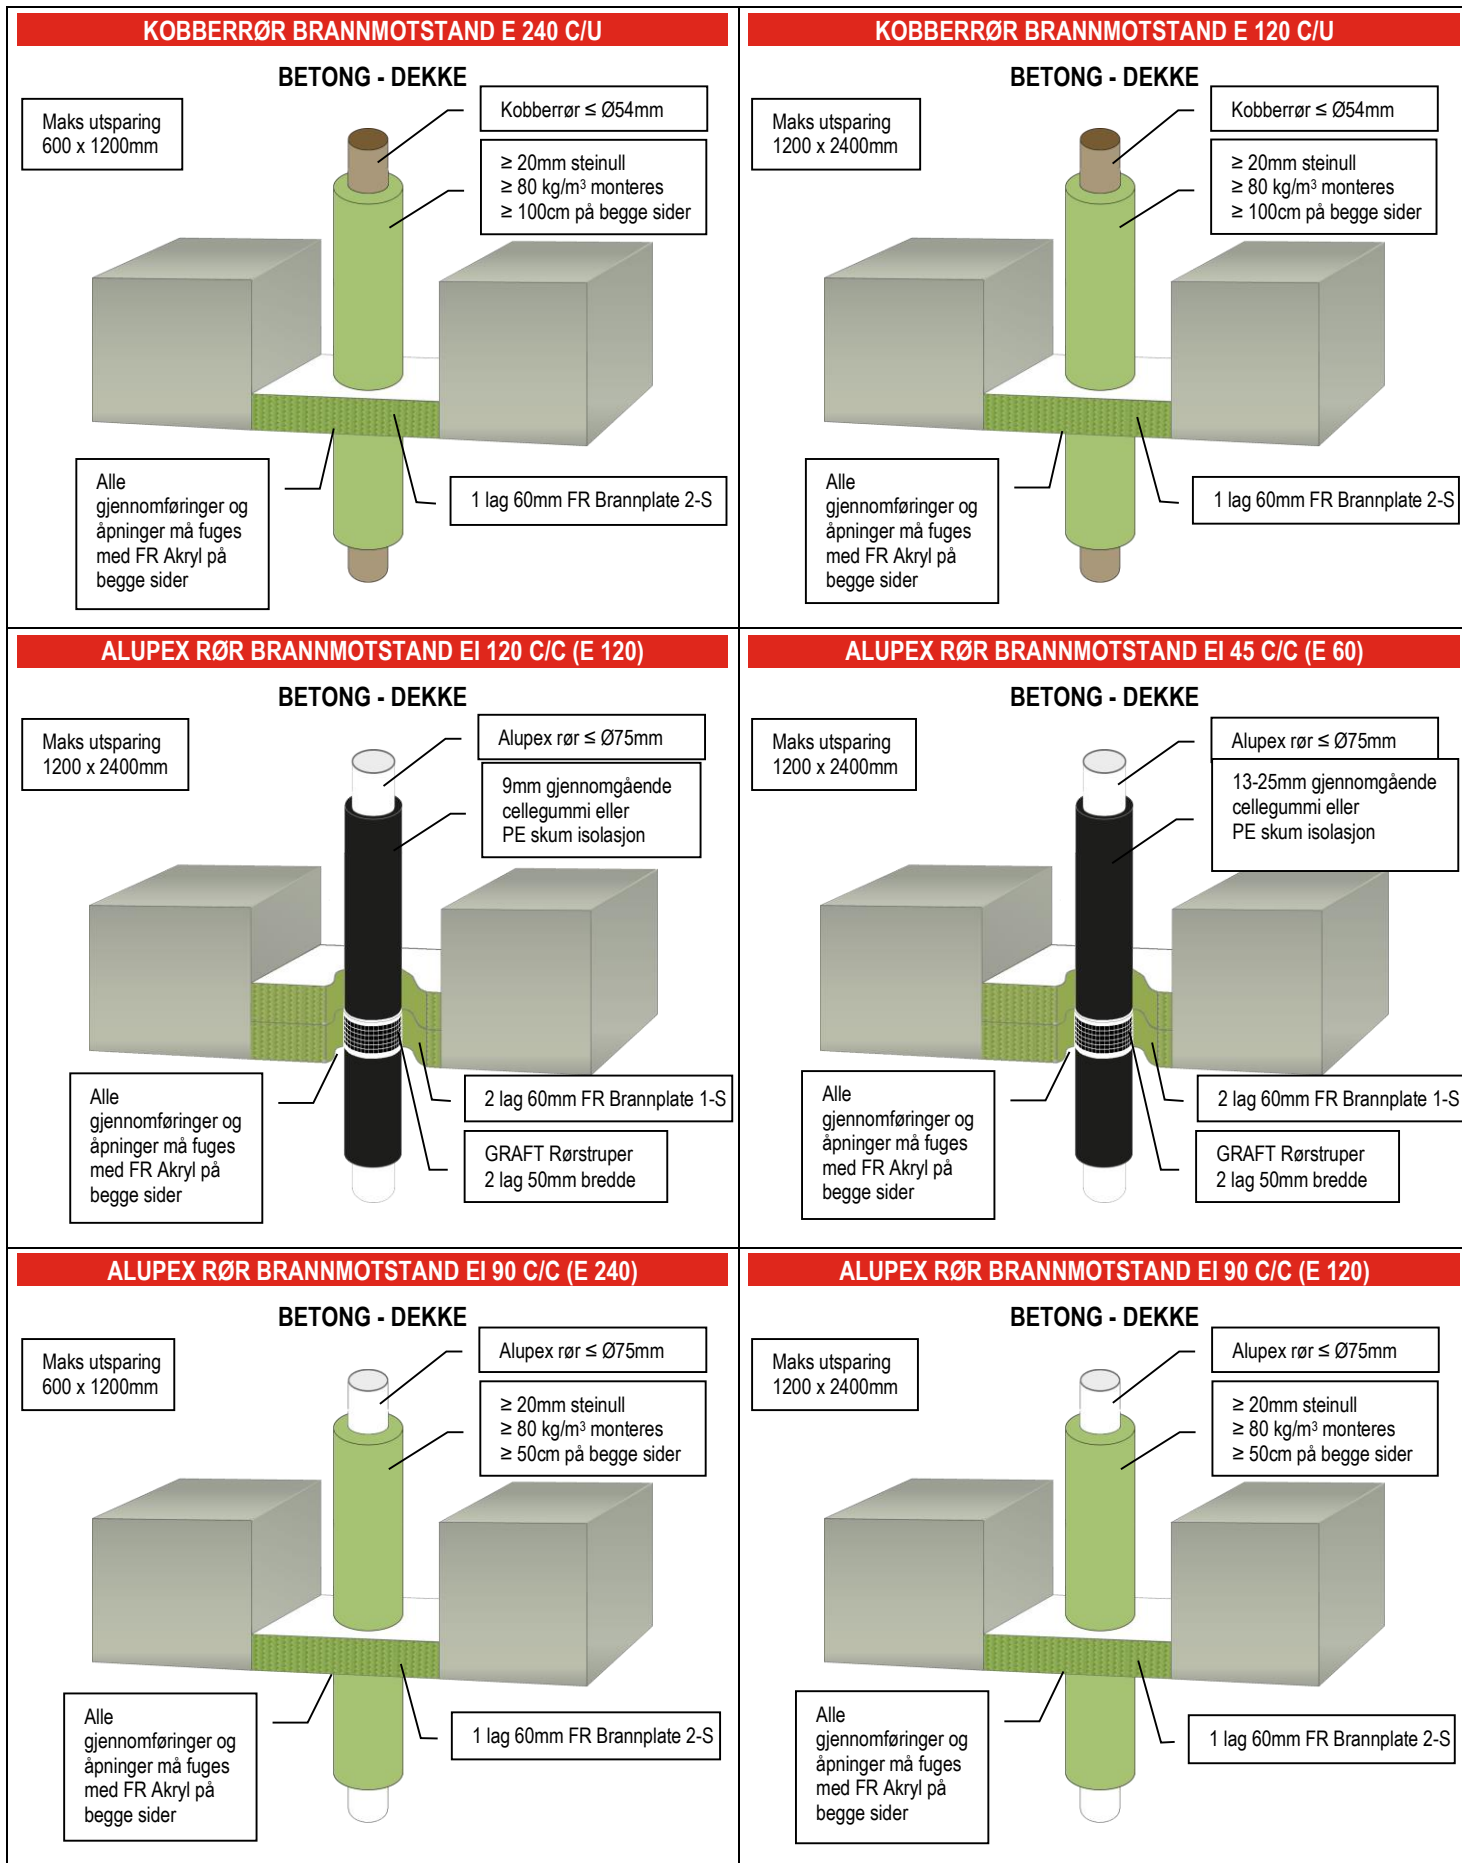 KOBBERRØR BRANNMOTSTAND E 240 C/U
BETONG - DEKKE
Maks utsparing
600 x 1200mm
Kobberrør ≤ Ø54mm
≥ 20mm steinull
≥ 80 kg/m³ monteres
≥ 100cm på begge sider
Alle
gjennomføringer og
åpninger må fuges
med FR Akryl på
begge sider
1 lag 60mm FR Brannplate 2-S
KOBBERRØR BRANNMOTSTAND E 120 C/U
BETONG - DEKKE
Maks utsparing
1200 x 2400mm
Kobberrør ≤ Ø54mm
≥ 20mm steinull
≥ 80 kg/m³ monteres
≥ 100cm på begge sider
Alle
gjennomføringer og
åpninger må fuges
med FR Akryl på
begge sider
1 lag 60mm FR Brannplate 2-S
ALUPEX RØR BRANNMOTSTAND EI 120 C/C (E 120)
BETONG - DEKKE
Maks utsparing
1200 x 2400mm
Alupex rør ≤ Ø75mm
9mm gjennomgående
cellegummi eller
PE skum isolasjon
Alle
gjennomføringer og
åpninger må fuges
med FR Akryl på
begge sider
2 lag 60mm FR Brannplate 1-S
GRAFT Rørstruper
2 lag 50mm bredde
ALUPEX RØR BRANNMOTSTAND EI 45 C/C (E 60)
BETONG - DEKKE
Maks utsparing
1200 x 2400mm
Alupex rør ≤ Ø75mm
13-25mm gjennomgående
cellegummi eller
PE skum isolasjon
Alle
gjennomføringer og
åpninger må fuges
med FR Akryl på
begge sider
2 lag 60mm FR Brannplate 1-S
GRAFT Rørstruper
2 lag 50mm bredde
ALUPEX RØR BRANNMOTSTAND EI 90 C/C (E 240)
BETONG - DEKKE
Maks utsparing
600 x 1200mm
Alupex rør ≤ Ø75mm
≥ 20mm steinull
≥ 80 kg/m³ monteres
≥ 50cm på begge sider
Alle
gjennomføringer og
åpninger må fuges
med FR Akryl på
begge sider
1 lag 60mm FR Brannplate 2-S
ALUPEX RØR BRANNMOTSTAND EI 90 C/C (E 120)
BETONG - DEKKE
Maks utsparing
1200 x 2400mm
Alupex rør ≤ Ø75mm
≥ 20mm steinull
≥ 80 kg/m³ monteres
≥ 50cm på begge sider
Alle
gjennomføringer og
åpninger må fuges
med FR Akryl på
begge sider
1 lag 60mm FR Brannplate 2-S